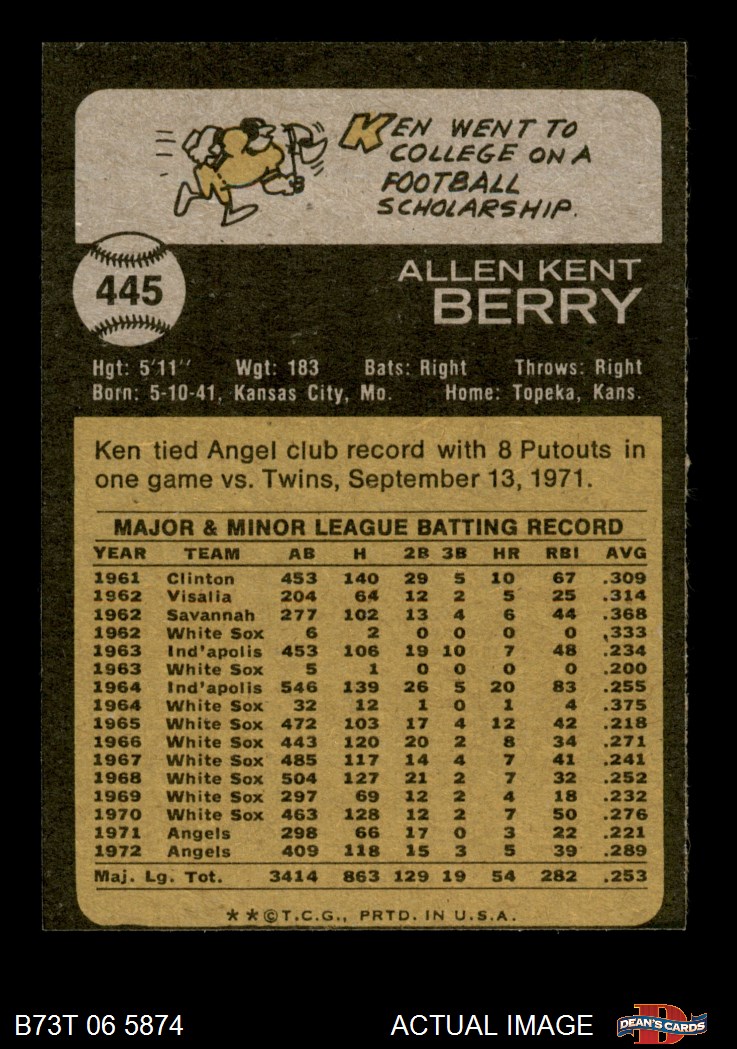 KEN WENT TO
COLLEGE ON A
FOOTBALL
SCHOLARSHIP.
445
ALLEN KENT
BERRY
Hgt: 5'11" Wgt: 183 Bats: Right Throws: Right
Born: 5-10-41, Kansas City, Mo. Home: Topeka, Kans.
Ken tied Angel club record with 8 Putouts in
one game vs. Twins, September 13, 1971.
MAJOR & MINOR LEAGUE BATTING RECORD
YEAR TEAM AB H 2B 3B HR RBI AVG
1961 Clinton 453 140 29 5 10 67 .309
1962 Visalia 204 64 12 2 5 25 .314
1962 Savannah 277 102 13 4 6 44 .368
1962 White Sox 6 2 0 0 0 0 .333
1963 Ind'apolis 453 106 19 10 7 48 .234
1963 White Sox 5 1 0 0 0 0 .200
1964 Ind'apolis 546 139 26 5 20 83 .255
1964 White Sox 32 12 1 0 1 4 .375
1965 White Sox 472 103 17 4 12 42 .218
1966 White Sox 443 120 20 2 8 34 .271
1967 White Sox 485 117 14 4 7 41 .241
1968 White Sox 504 127 21 2 7 32 .252
1969 White Sox 297 69 12 2 4 18 .232
1970 White Sox 463 128 12 2 7 50 .276
1971 Angels 298 66 17 0 3 22 .221
1972 Angels 409 118 15 3 5 39 .289
Maj. Lg. Tot. 3414 863 129 19 54 282 .253
**©T.C.G., PRTD. IN U.S.A.
B73T 06 5874 ACTUAL IMAGE DEAN'S CARDS